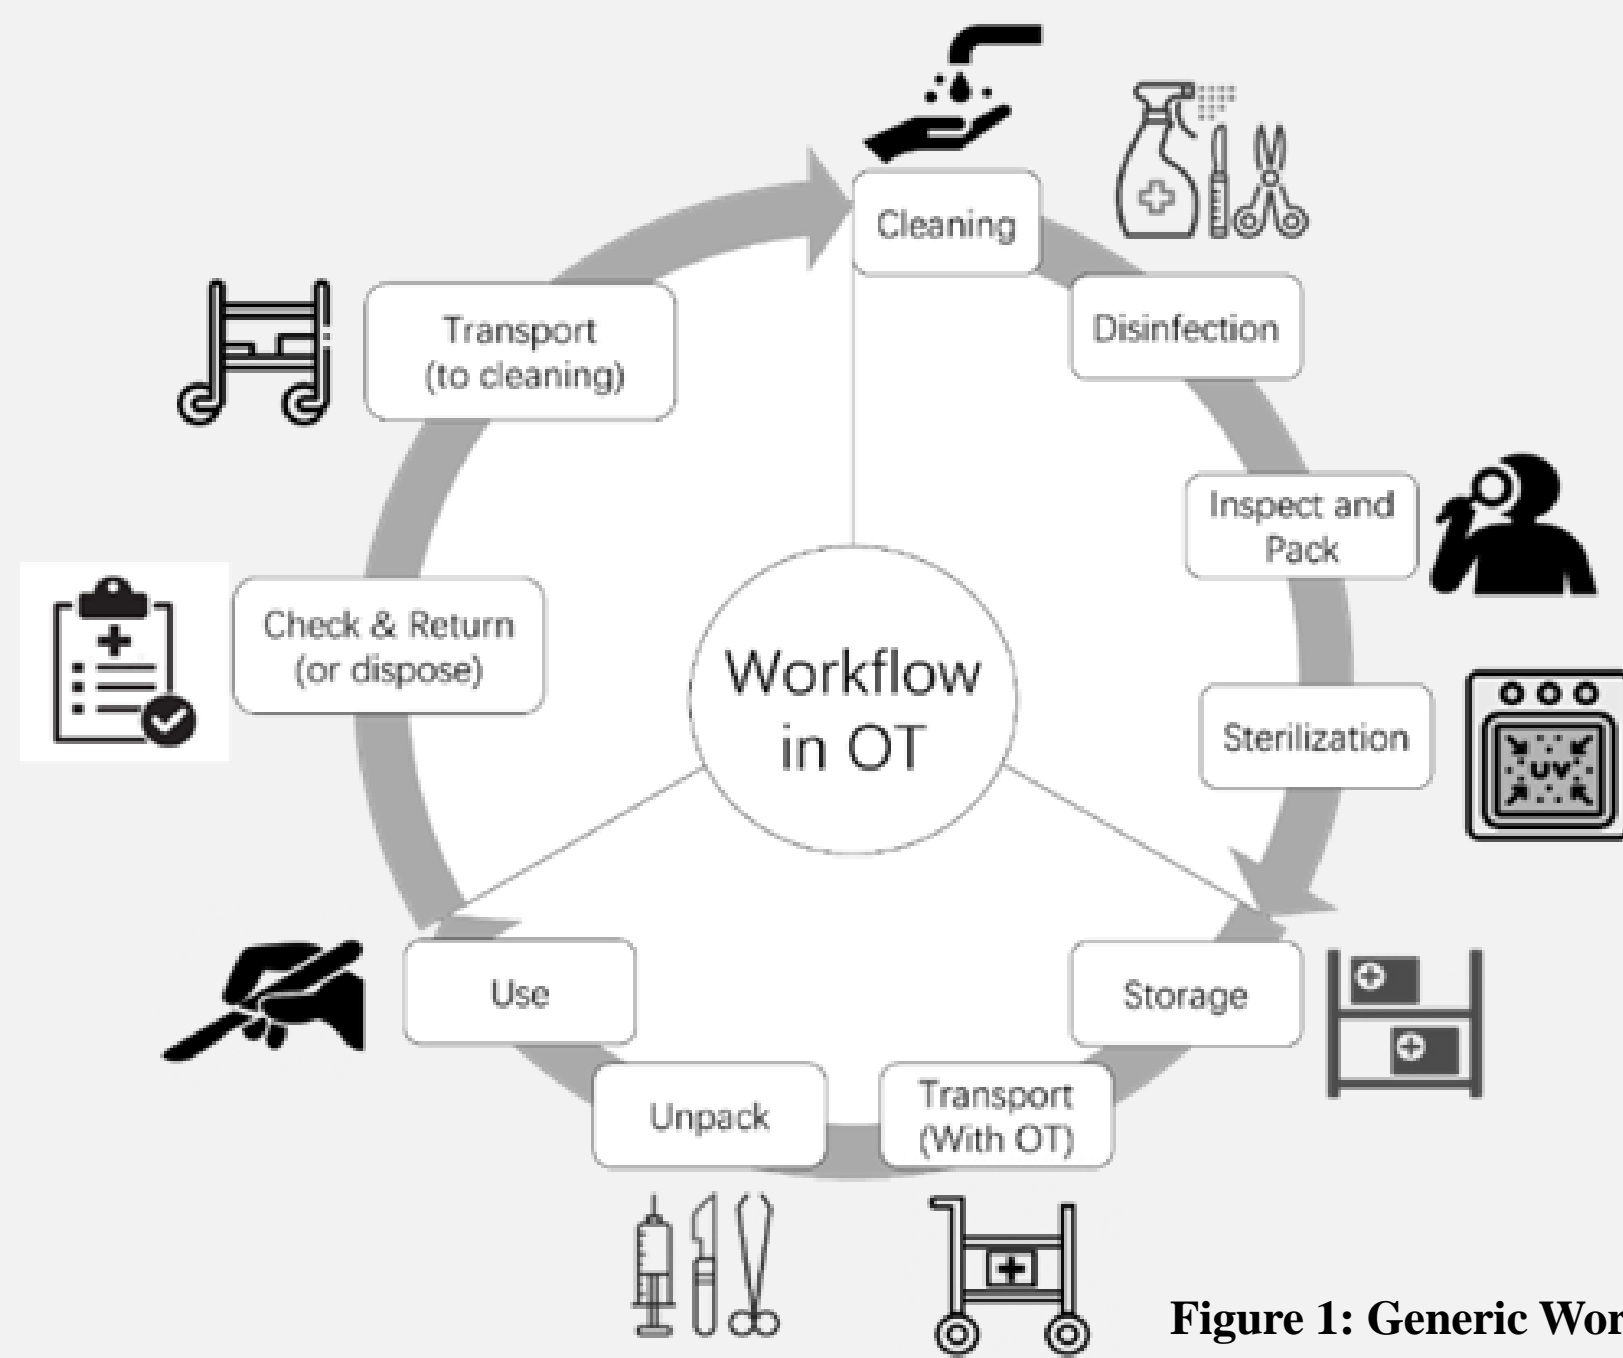 Cleaning
Disinfection
Inspect and
Pack
Sterilization
UV
Storage
Transport
(With OT)
Unpack
Use
Check & Return
(or dispose)
Transport
(to cleaning)
Workflow
in OT
Figure 1: Generic Wor